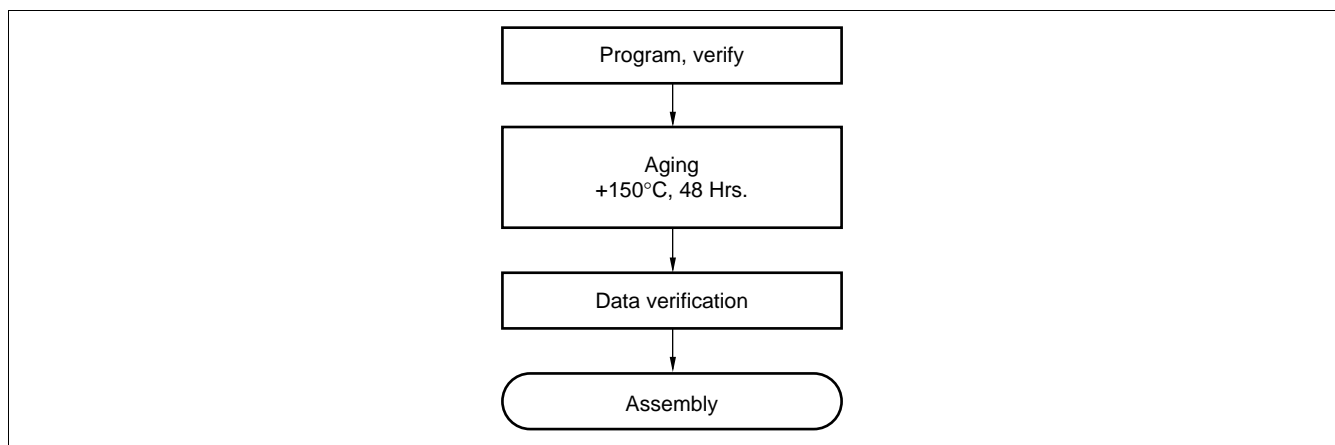 Program, verify
Aging
+150°C, 48 Hrs.
Data verification
Assembly